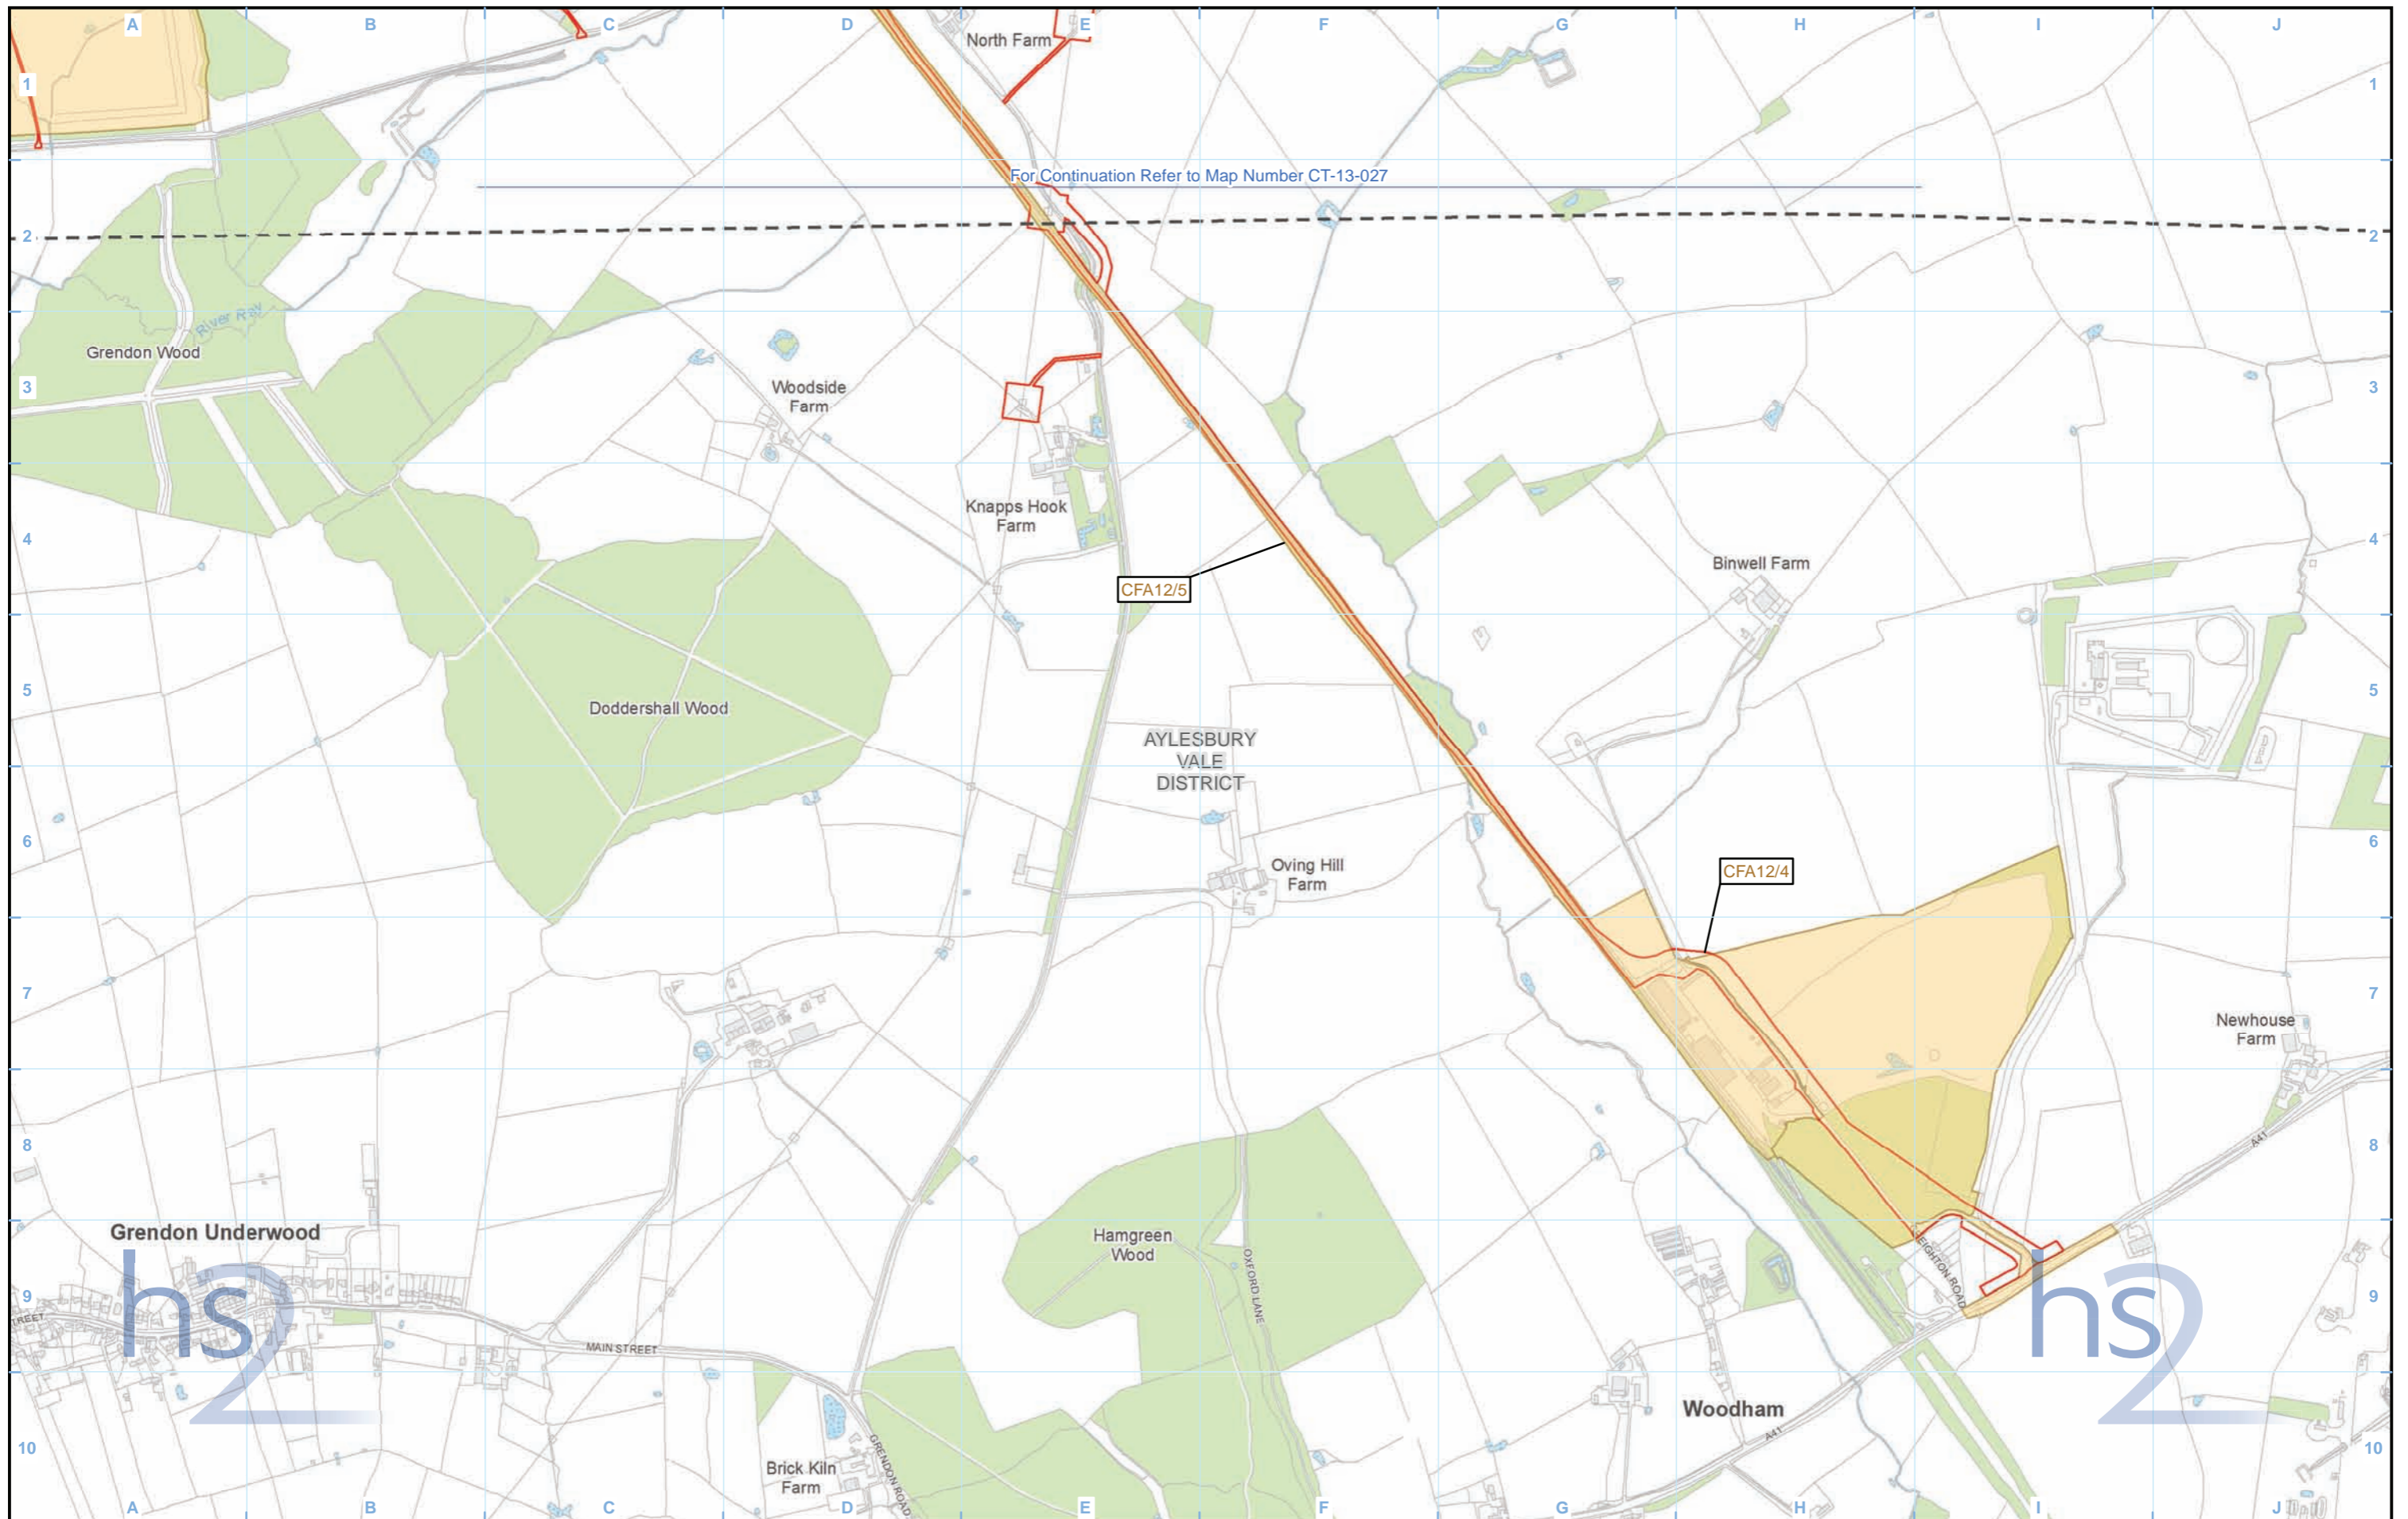 A B C D E F G H I J
North Farm
1 1
For Continuation Refer to Map Number CT-13-027
2 2
River Ray
Grendon Wood
3 3
Woodside
Farm
Knapps Hook
Farm
4 4
Binwell Farm
CFA12/5
5 5
Doddershall Wood
AYLESBURY
VALE
DISTRICT
6 6
Oving Hill
Farm
CFA12/4
7 7
Newhouse
Farm
8 8
A41
Grendon Underwood
Hamgreen
Wood
OXFORD LANE
EIGHTON ROAD
hs2
hs2
9 9
TREET
MAIN STREET
Woodham
A41
10 10
GRENDON ROAD
Brick Kiln
Farm
A B C D E F G H I J